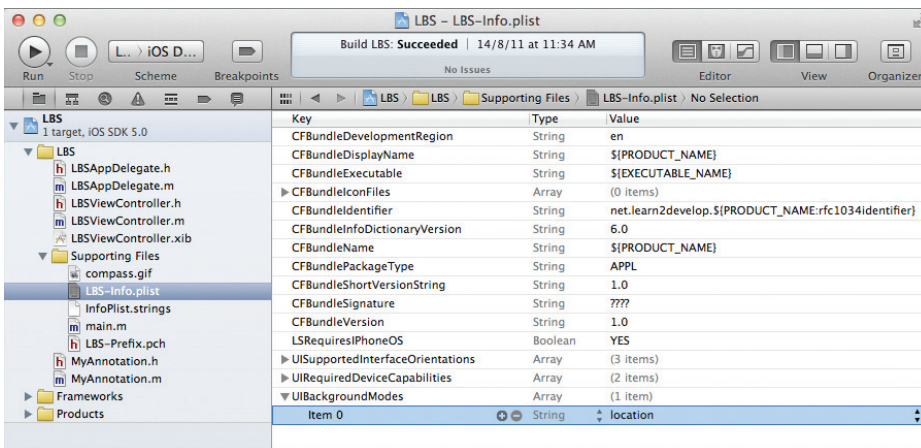 LBS – LBS-Info.plist
L.. › iOS D...
Build LBS: Succeeded | 14/8/11 at 11:34 AM
No Issues
Run Stop Scheme Breakpoints Editor View Organizer
LBS › LBS › Supporting Files › LBS-Info.plist › No Selection
LBS
1 target, iOS SDK 5.0
LBS
h LBSAppDelegate.h
m LBSAppDelegate.m
h LBSViewController.h
m LBSViewController.m
LBSViewController.xib
Supporting Files
compass.gif
LBS-Info.plist
InfoPlist.strings
m main.m
h LBS-Prefix.pch
h MyAnnotation.h
m MyAnnotation.m
Frameworks
Products
Key Type Value
CFBundleDevelopmentRegion String en
CFBundleDisplayName String ${PRODUCT_NAME}
CFBundleExecutable String ${EXECUTABLE_NAME}
CFBundleIconFiles Array (0 items)
CFBundleIdentifier String net.learn2develop.${PRODUCT_NAME:rfc1034identifier}
CFBundleInfoDictionaryVersion String 6.0
CFBundleName String ${PRODUCT_NAME}
CFBundlePackageType String APPL
CFBundleShortVersionString String 1.0
CFBundleSignature String ????
CFBundleVersion String 1.0
LSRequiresIPhoneOS Boolean YES
UISupportedInterfaceOrientations Array (3 items)
UIRequiredDeviceCapabilities Array (2 items)
UIBackgroundModes Array (1 item)
Item 0 String location